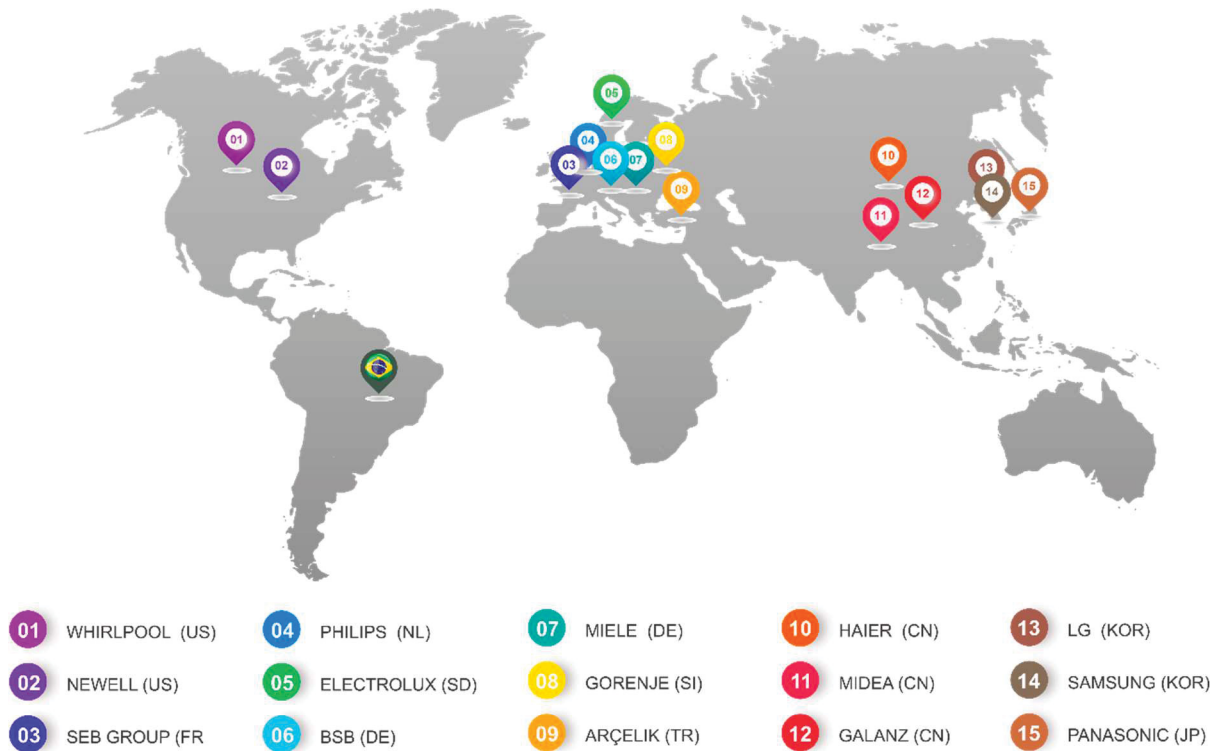 05
01
04
08
02
03
06
07
10
13
09
12
14
15
11
01 WHIRLPOOL (US)
04 PHILIPS (NL)
07 MIELE (DE)
10 HAIER (CN)
13 LG (KOR)
02 NEWELL (US)
05 ELECTROLUX (SD)
08 GORENJE (SI)
11 MIDEA (CN)
14 SAMSUNG (KOR)
03 SEB GROUP (FR
06 BSB (DE)
09 ARÇELIK (TR)
12 GALANZ (CN)
15 PANASONIC (JP)